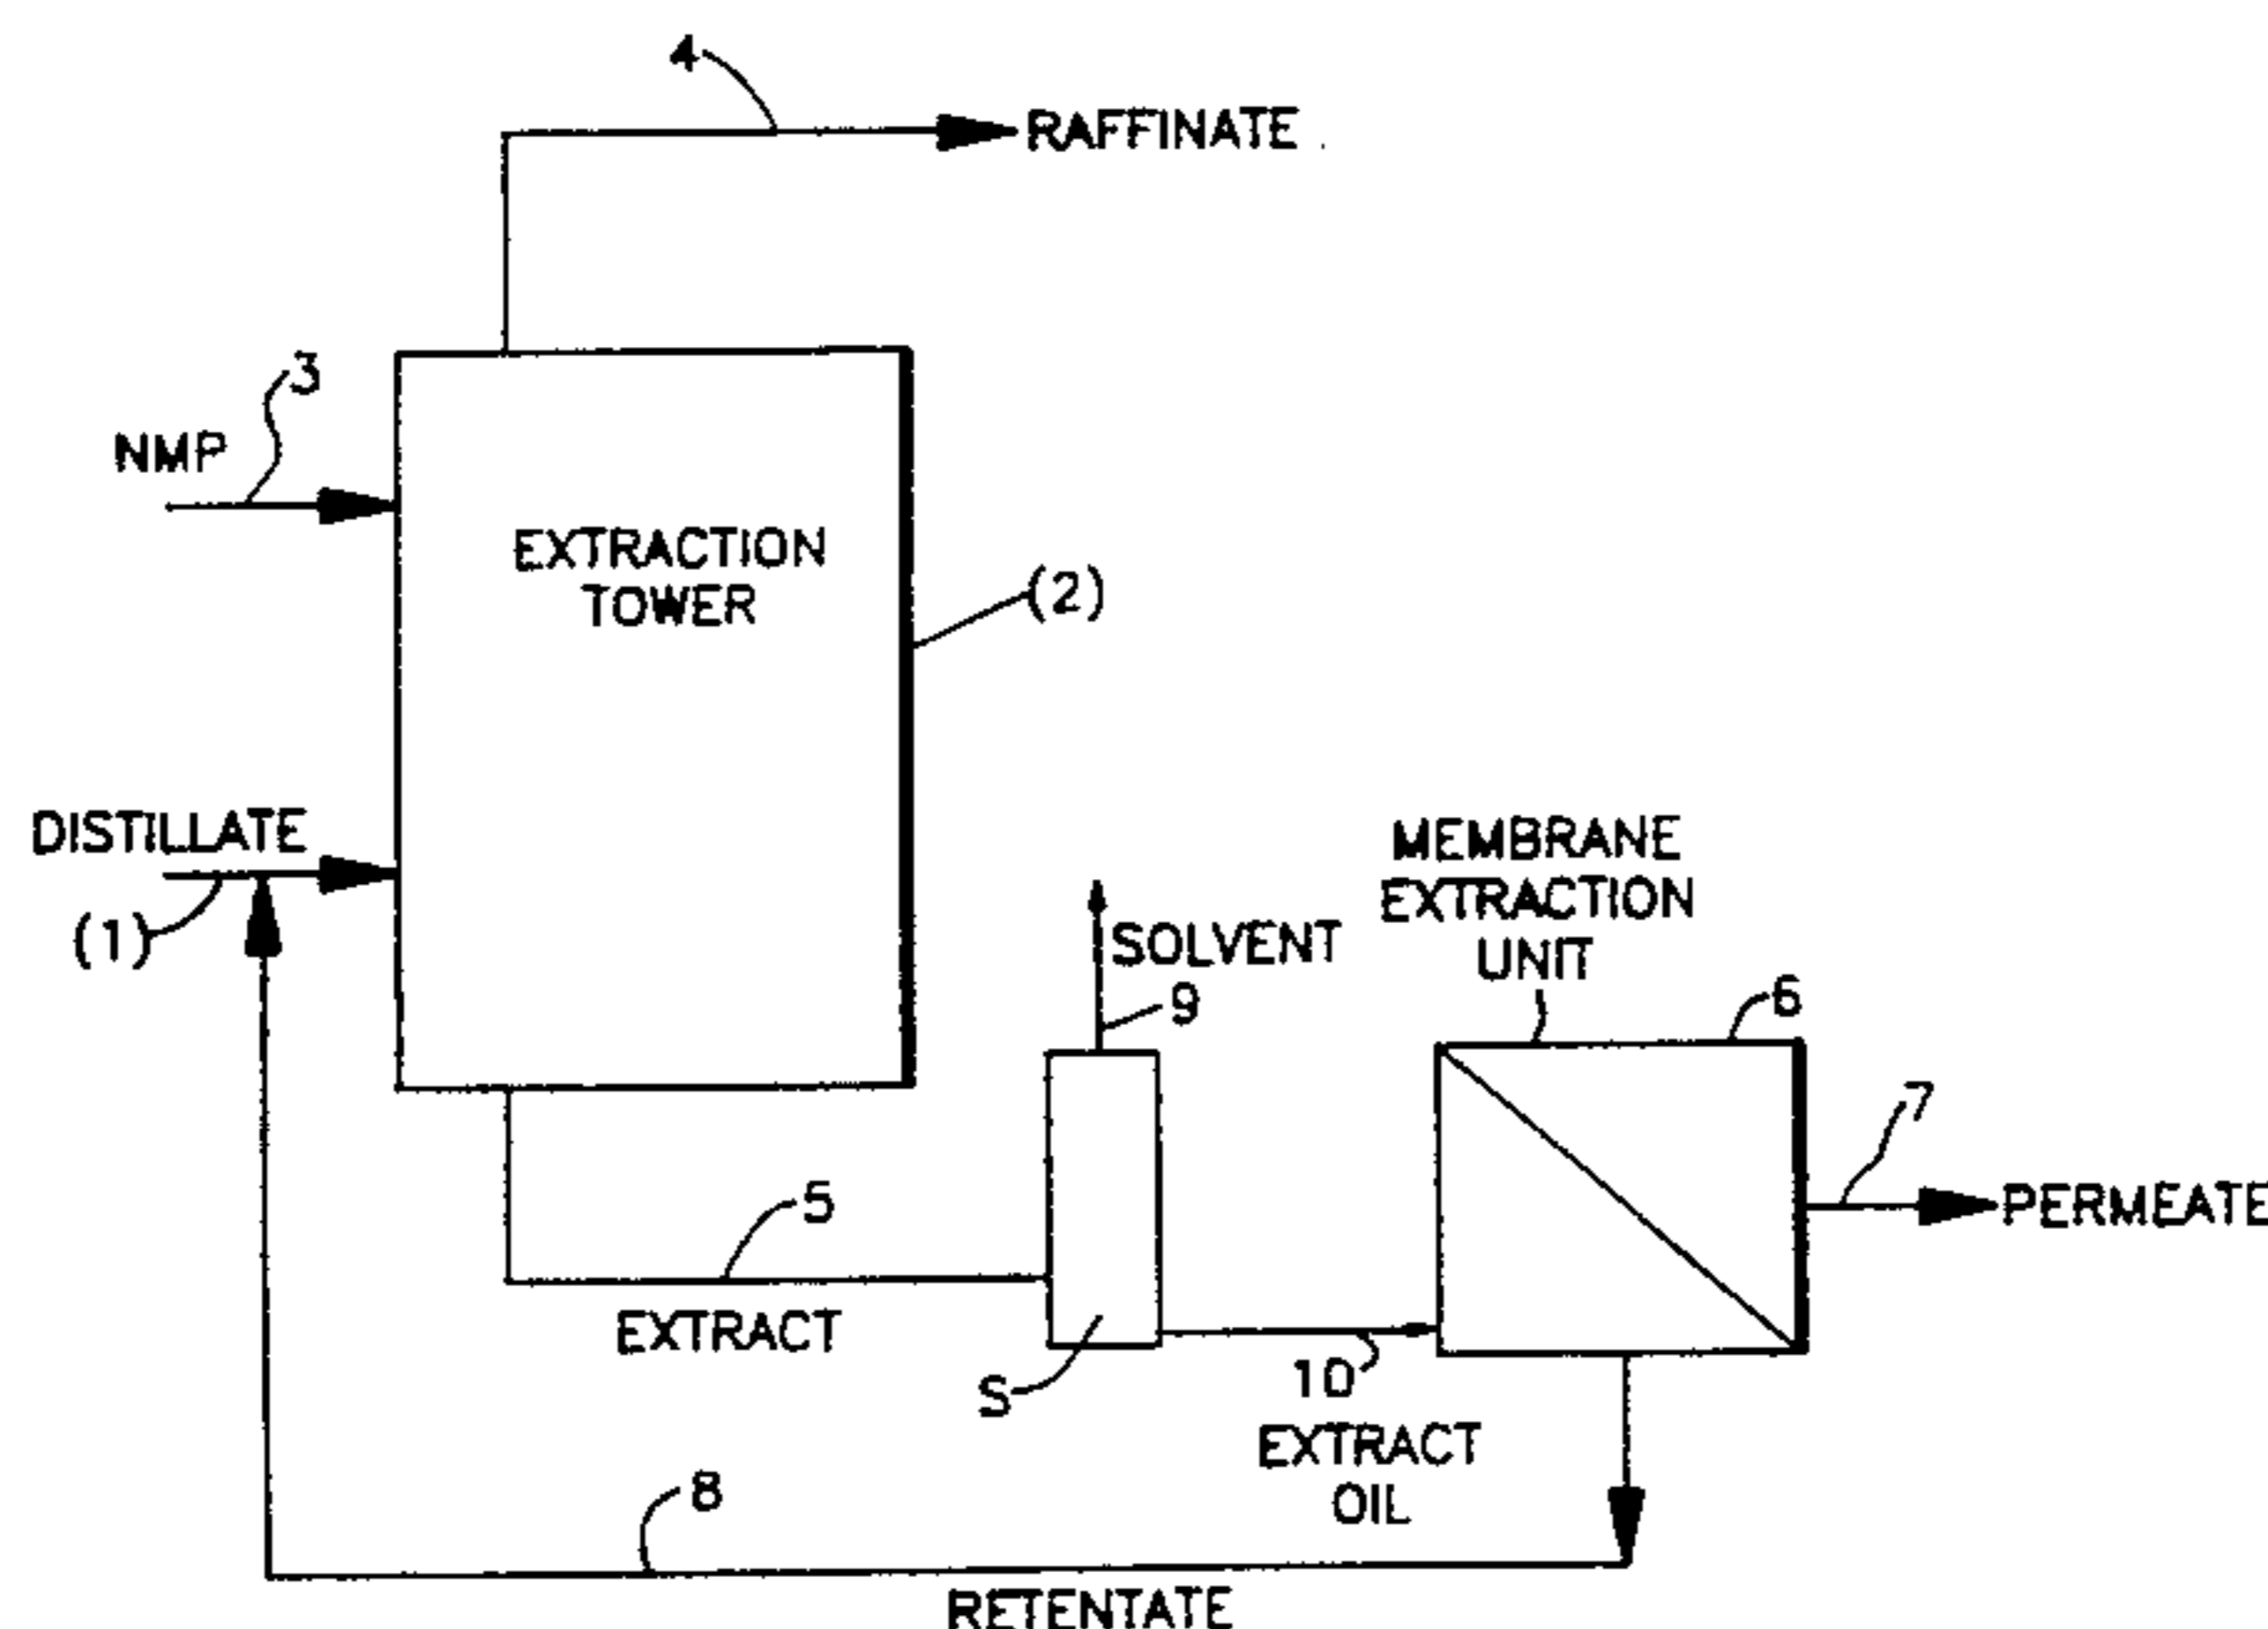 4
RAFFINATE
3
NMP
EXTRACTION
TOWER
(2)
DISTILLATE
(1)
MEMBRANE
EXTRACTION
UNIT
SOLVENT
9
6
7
PERMEATE
5
EXTRACT
S
10
EXTRACT
OIL
8
RETENTATE